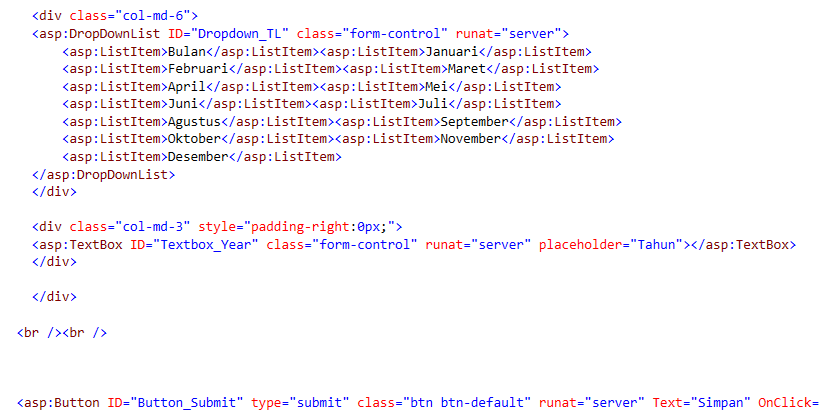 <div class="col-md-6">
<asp:DropDownList ID="Dropdown_TL" class="form-control" runat="server">
<asp:ListItem>Bulan</asp:ListItem><asp:ListItem>Januari</asp:ListItem>
<asp:ListItem>Februari</asp:ListItem><asp:ListItem>Maret</asp:ListItem>
<asp:ListItem>April</asp:ListItem><asp:ListItem>Mei</asp:ListItem>
<asp:ListItem>Juni</asp:ListItem><asp:ListItem>Juli</asp:ListItem>
<asp:ListItem>Agustus</asp:ListItem><asp:ListItem>September</asp:ListItem>
<asp:ListItem>Oktober</asp:ListItem><asp:ListItem>November</asp:ListItem>
<asp:ListItem>Desember</asp:ListItem>
</asp:DropDownList>
</div>
<div class="col-md-3" style="padding-right:0px;">
<asp:TextBox ID="Textbox_Year" class="form-control" runat="server" placeholder="Tahun"></asp:TextBox>
</div>
</div>
<br /><br />
<asp:Button ID="Button_Submit" type="submit" class="btn btn-default" runat="server" Text="Simpan" OnClick=